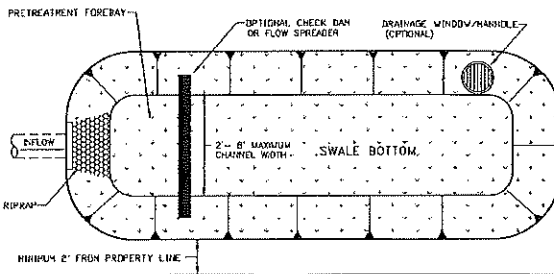 PRETREATMENT FOREBAY
OPTIONAL CHECK DAM
OR FLOW SPREADER
DRAINAGE WINDOW/MANHOLE
(OPTIONAL)
INFLOW
2'- 8' MAXIMUM
CHANNEL WIDTH
SWALE BOTTOM
RIPRAP
MINIMUM 2' FROM PROPERTY LINE